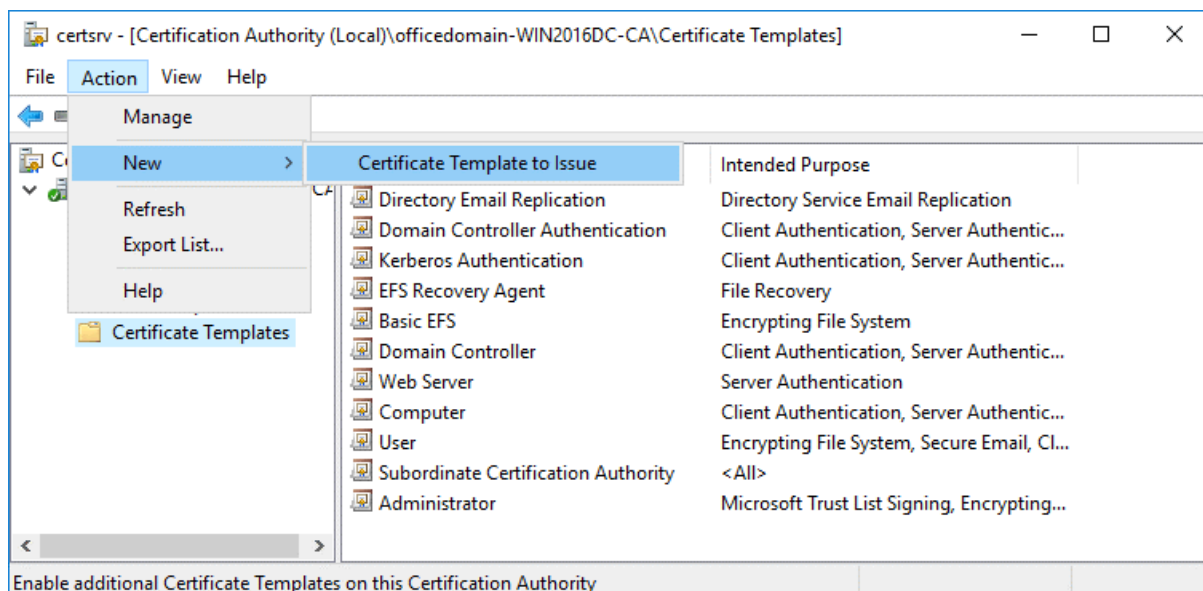 certsrv - [Certification Authority (Local)\officedomain-WIN2016DC-CA\Certificate Templates]
File Action View Help
Manage
New
Certificate Template to Issue
Refresh
Export List...
Help
Certificate Templates
Intended Purpose
Directory Email Replication Directory Service Email Replication
Domain Controller Authentication Client Authentication, Server Authentic...
Kerberos Authentication Client Authentication, Server Authentic...
EFS Recovery Agent File Recovery
Basic EFS Encrypting File System
Domain Controller Client Authentication, Server Authentic...
Web Server Server Authentication
Computer Client Authentication, Server Authentic...
User Encrypting File System, Secure Email, Cl...
Subordinate Certification Authority <All>
Administrator Microsoft Trust List Signing, Encrypting...
Enable additional Certificate Templates on this Certification Authority